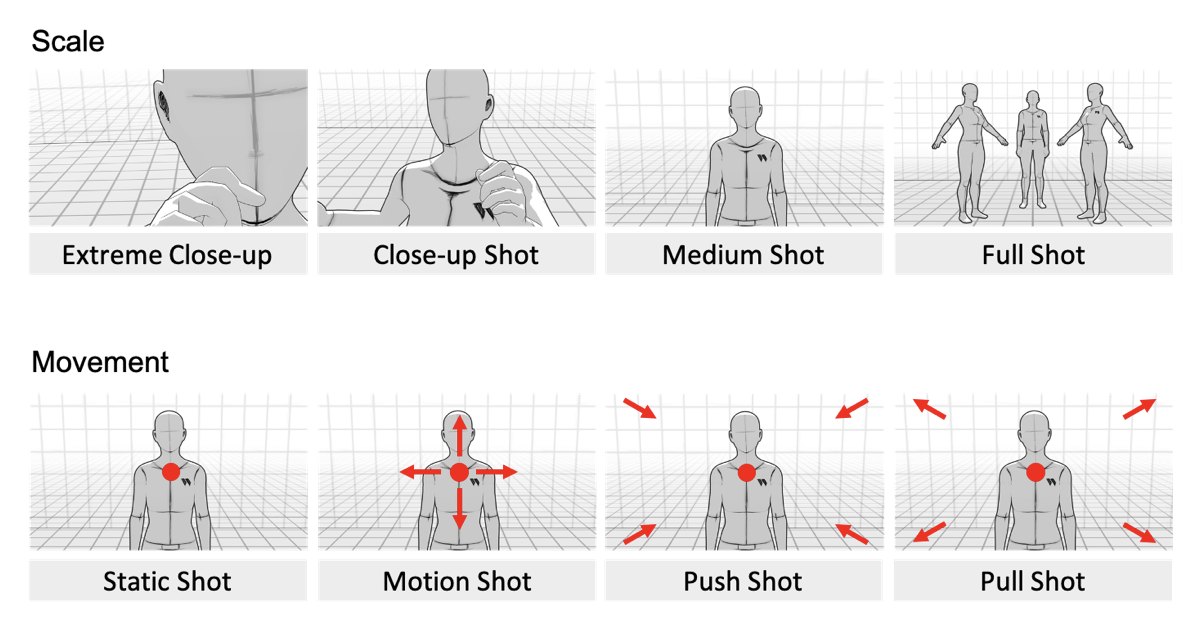 Scale
Extreme Close-up
Close-up Shot
Medium Shot
Full Shot
Movement
Static Shot
Motion Shot
Push Shot
Pull Shot